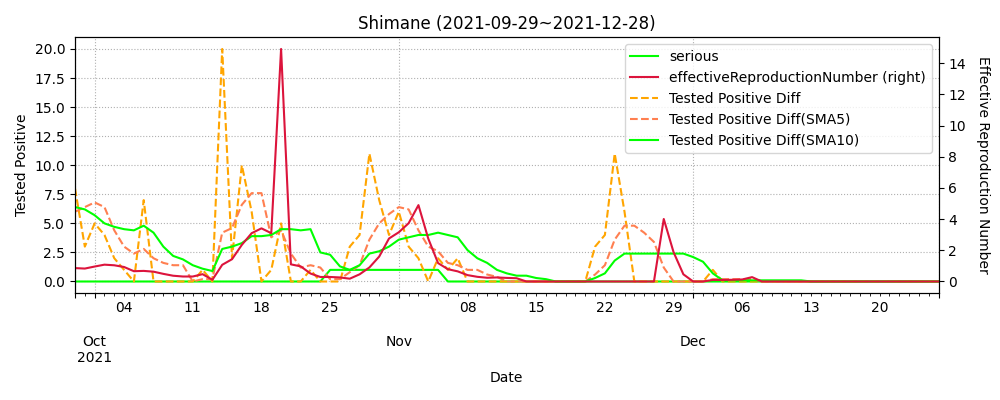 Shimane (2021-09-29~2021-12-28)
serious
effectiveReproductionNumber (right)
Tested Positive Diff
Tested Positive Diff(SMA5)
Tested Positive Diff(SMA10)
Tested Positive
20.0
17.5
15.0
12.5
10.0
7.5
5.0
2.5
0.0
Effective Reproduction Number
14
12
10
8
6
4
2
0
04 11 18 25 08 15 22 29 06 13 20
Oct Nov Dec
2021
Date